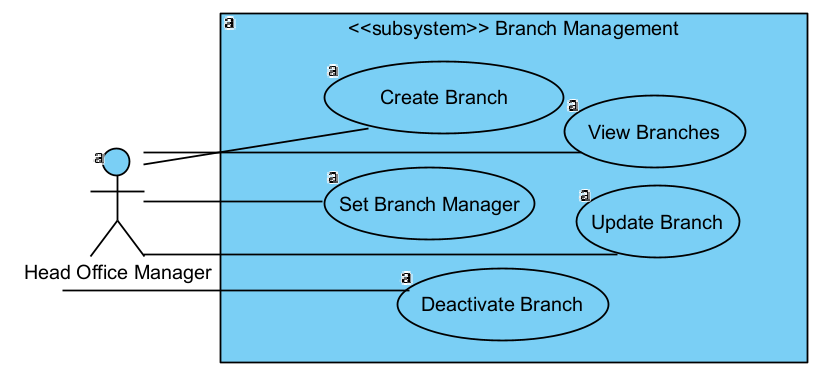 a
<<subsystem>> Branch Management
a
Create Branch
a
View Branches
a
a
Set Branch Manager
a
Update Branch
Head Office Manager
a
Deactivate Branch